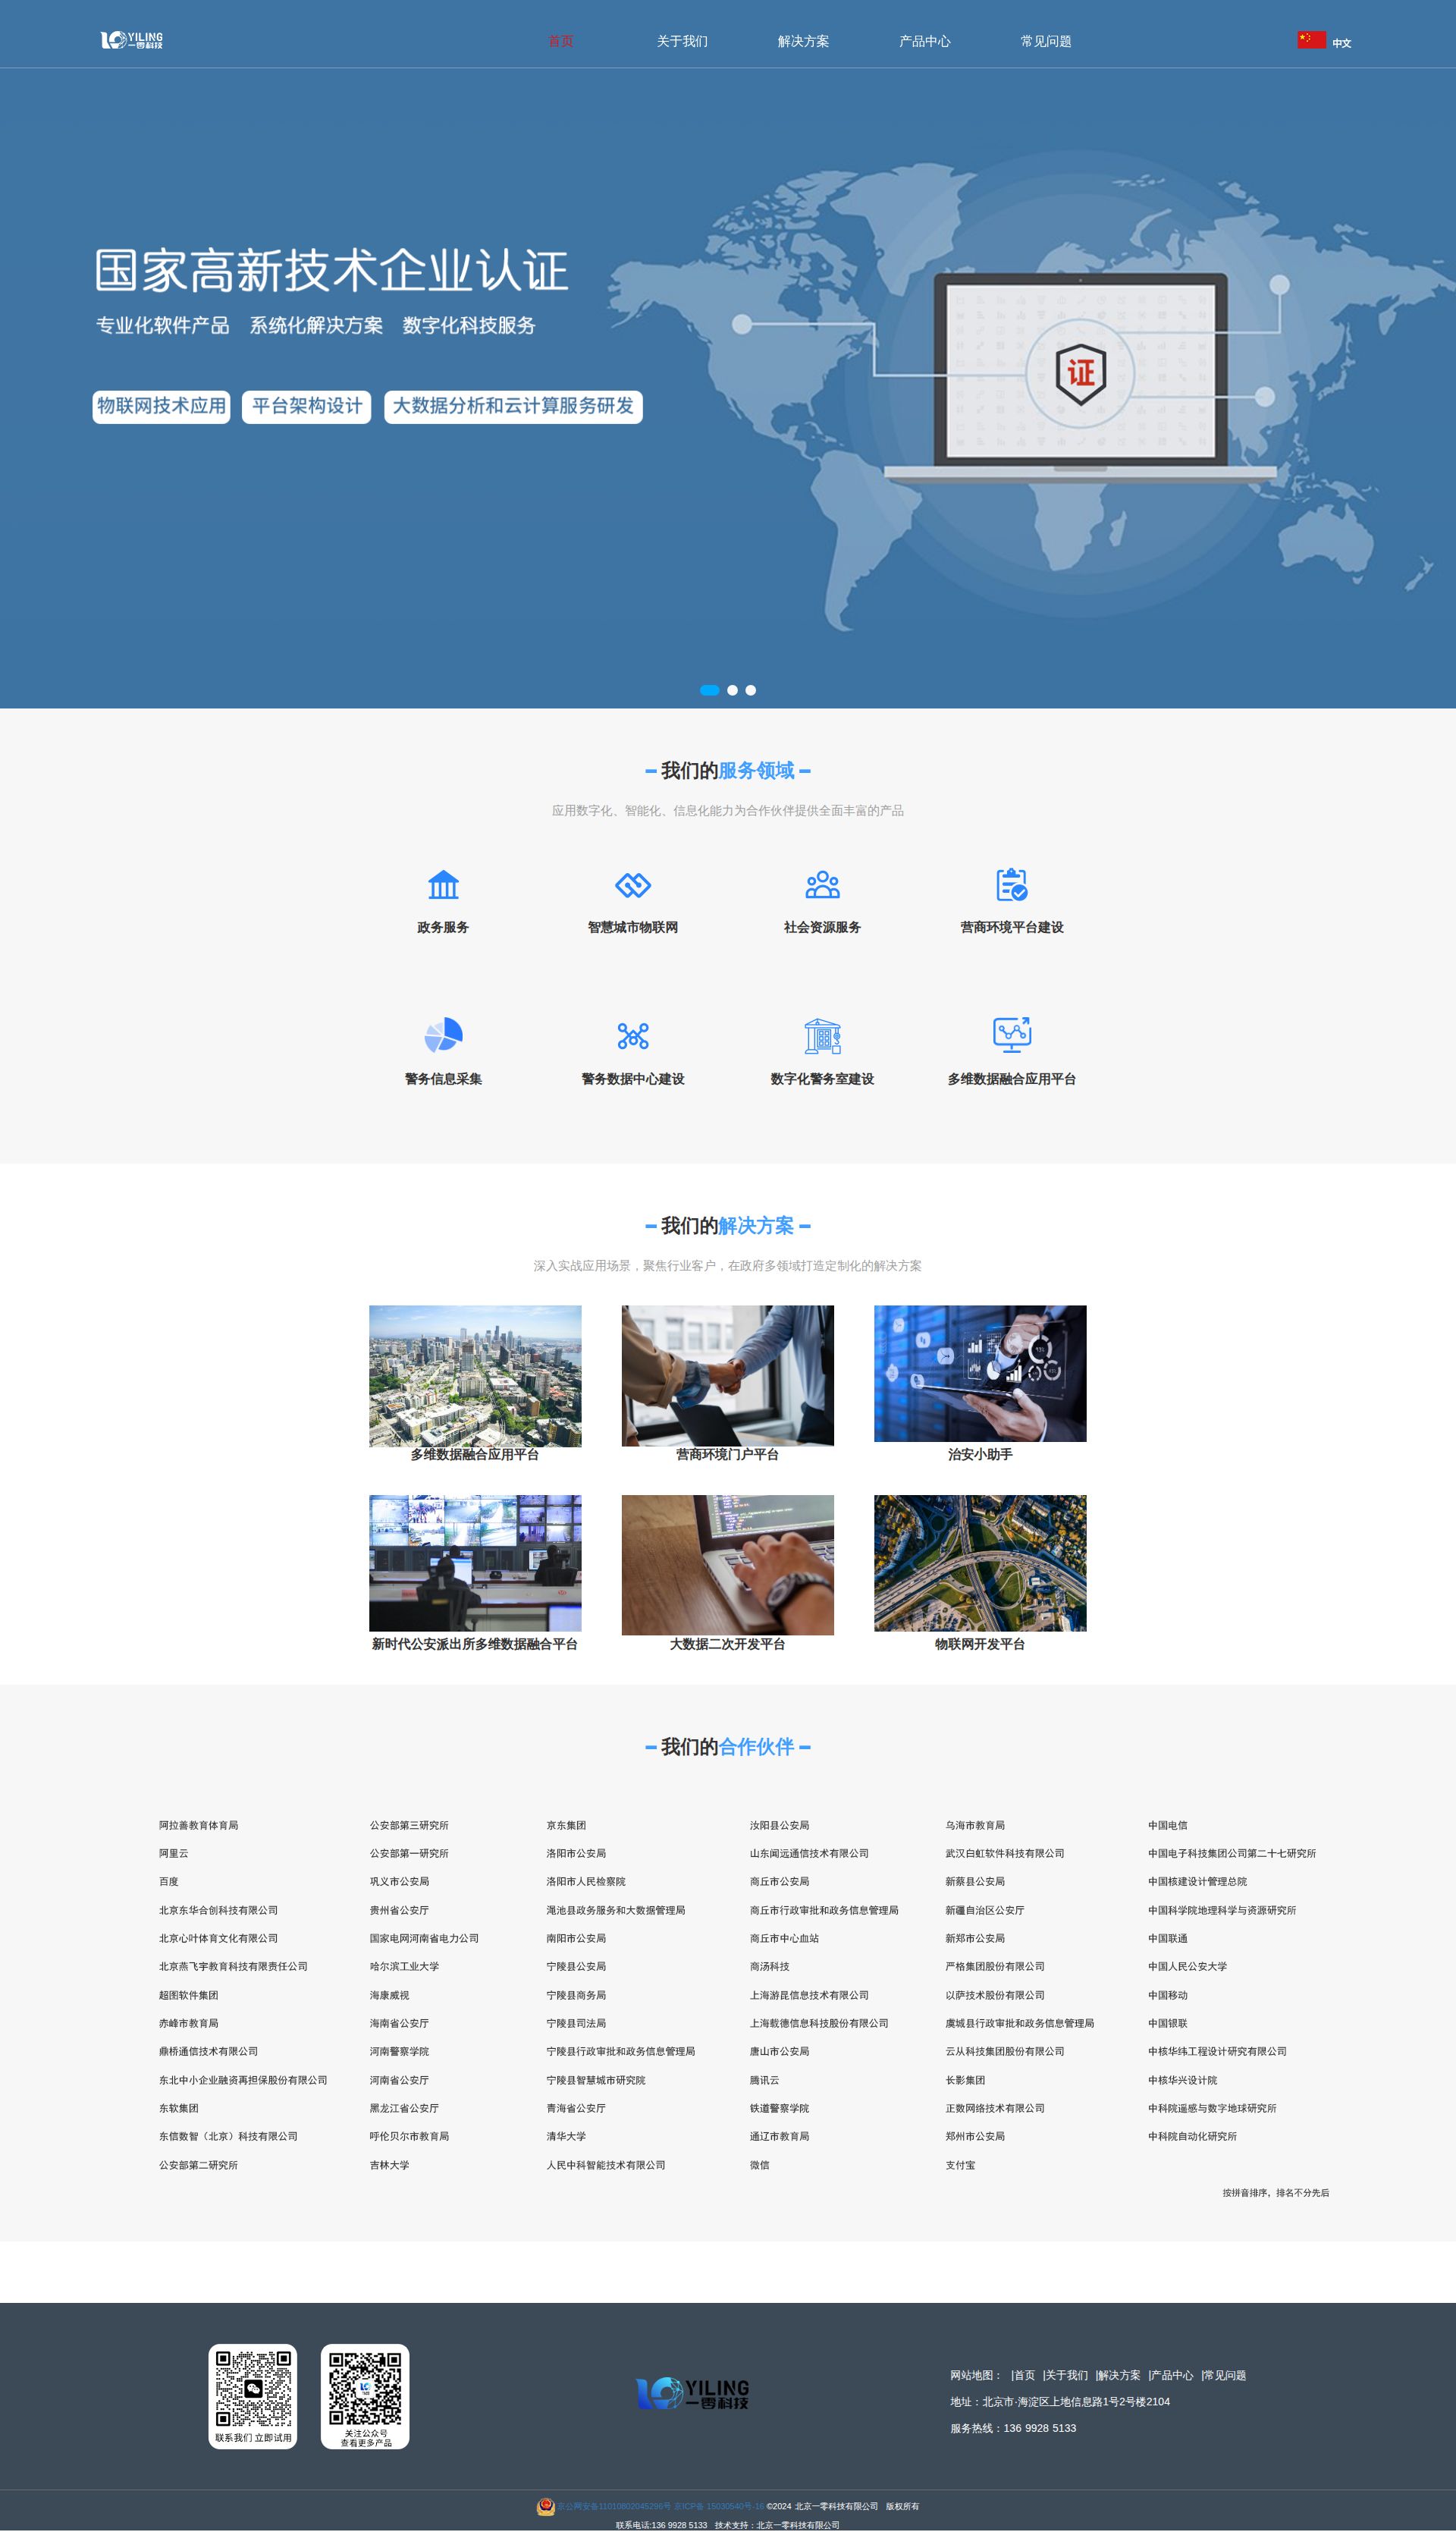 YILING
一零科技
首页 关于我们 解决方案 产品中心 常见问题
中文
国家高新技术企业认证
专业化软件产品 系统化解决方案 数字化科技服务
物联网技术应用 平台架构设计 大数据分析和云计算服务研发
证
我们的服务领域
应用数字化、智能化、信息化能力为合作伙伴提供全面丰富的产品
政务服务 智慧城市物联网 社会资源服务 营商环境平台建设
警务信息采集 警务数据中心建设 数字化警务室建设 多维数据融合应用平台
我们的解决方案
深入实战应用场景，聚焦行业客户，在政府多领域打造定制化的解决方案
多维数据融合应用平台 营商环境门户平台 治安小助手
新时代公安派出所多维数据融合平台 大数据二次开发平台 物联网开发平台
我们的合作伙伴
阿拉善教育体育局 公安部第三研究所 京东集团 汝阳县公安局 乌海市教育局 中国电信
阿里云 公安部第一研究所 洛阳市公安局 山东闻远通信技术有限公司 武汉白虹软件科技有限公司 中国电子科技集团公司第二十七研究所
百度 巩义市公安局 洛阳市人民检察院 商丘市公安局 新蔡县公安局 中国核建设计管理总院
北京东华合创科技有限公司 贵州省公安厅 渑池县政务服务和大数据管理局 商丘市行政审批和政务信息管理局 新疆自治区公安厅 中国科学院地理科学与资源研究所
北京心叶体育文化有限公司 国家电网河南省电力公司 南阳市公安局 商丘市中心血站 新郑市公安局 中国联通
北京燕飞宇教育科技有限责任公司 哈尔滨工业大学 宁陵县公安局 商汤科技 严格集团股份有限公司 中国人民公安大学
超图软件集团 海康威视 宁陵县商务局 上海游昆信息技术有限公司 以萨技术股份有限公司 中国移动
赤峰市教育局 海南省公安厅 宁陵县司法局 上海载德信息科技股份有限公司 虞城县行政审批和政务信息管理局 中国银联
鼎桥通信技术有限公司 河南警察学院 宁陵县行政审批和政务信息管理局 唐山市公安局 云从科技集团股份有限公司 中核华纬工程设计研究有限公司
东北中小企业融资再担保股份有限公司 河南省公安厅 宁陵县智慧城市研究院 腾讯云 长影集团 中核华兴设计院
东软集团 黑龙江省公安厅 青海省公安厅 铁道警察学院 正数网络技术有限公司 中科院遥感与数字地球研究所
东信数智（北京）科技有限公司 呼伦贝尔市教育局 清华大学 通辽市教育局 郑州市公安局 中科院自动化研究所
公安部第二研究所 吉林大学 人民中科智能技术有限公司 微信 支付宝
按拼音排序，排名不分先后
联系我们 立即试用
关注公众号
查看更多产品
YILING
一零科技
网站地图： |首页 |关于我们 |解决方案 |产品中心 |常见问题
地址：北京市-海淀区上地信息路1号2号楼2104
服务热线：136 9928 5133
京公网安备11010802045296号 京ICP备 15030540号-16 ©2024 北京一零科技有限公司 版权所有
联系电话:136 9928 5133 技术支持：北京一零科技有限公司